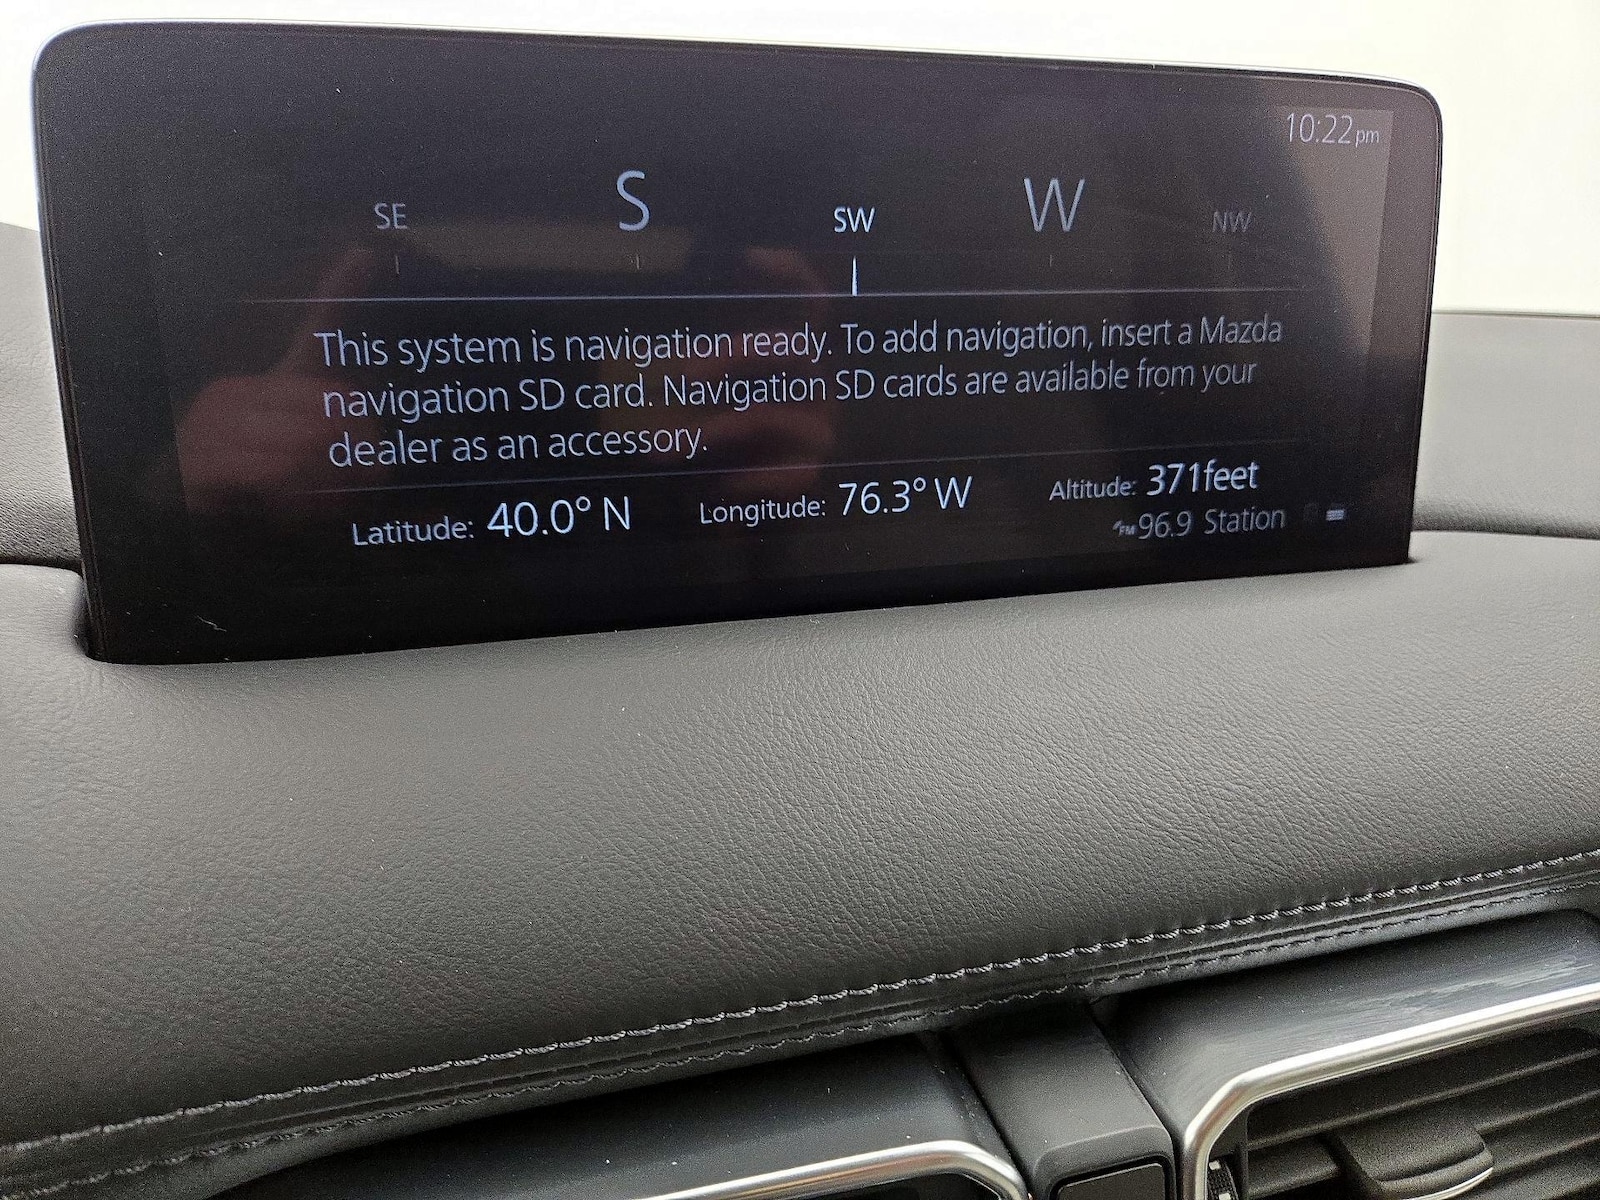 10:22pm
SE S SW W NW
This system is navigation ready. To add navigation, insert a Mazda
navigation SD card. Navigation SD cards are available from your
dealer as an accessory.
Latitude: 40.0° N Longitude: 76.3° W Altitude: 371feet
FM 96.9 Station